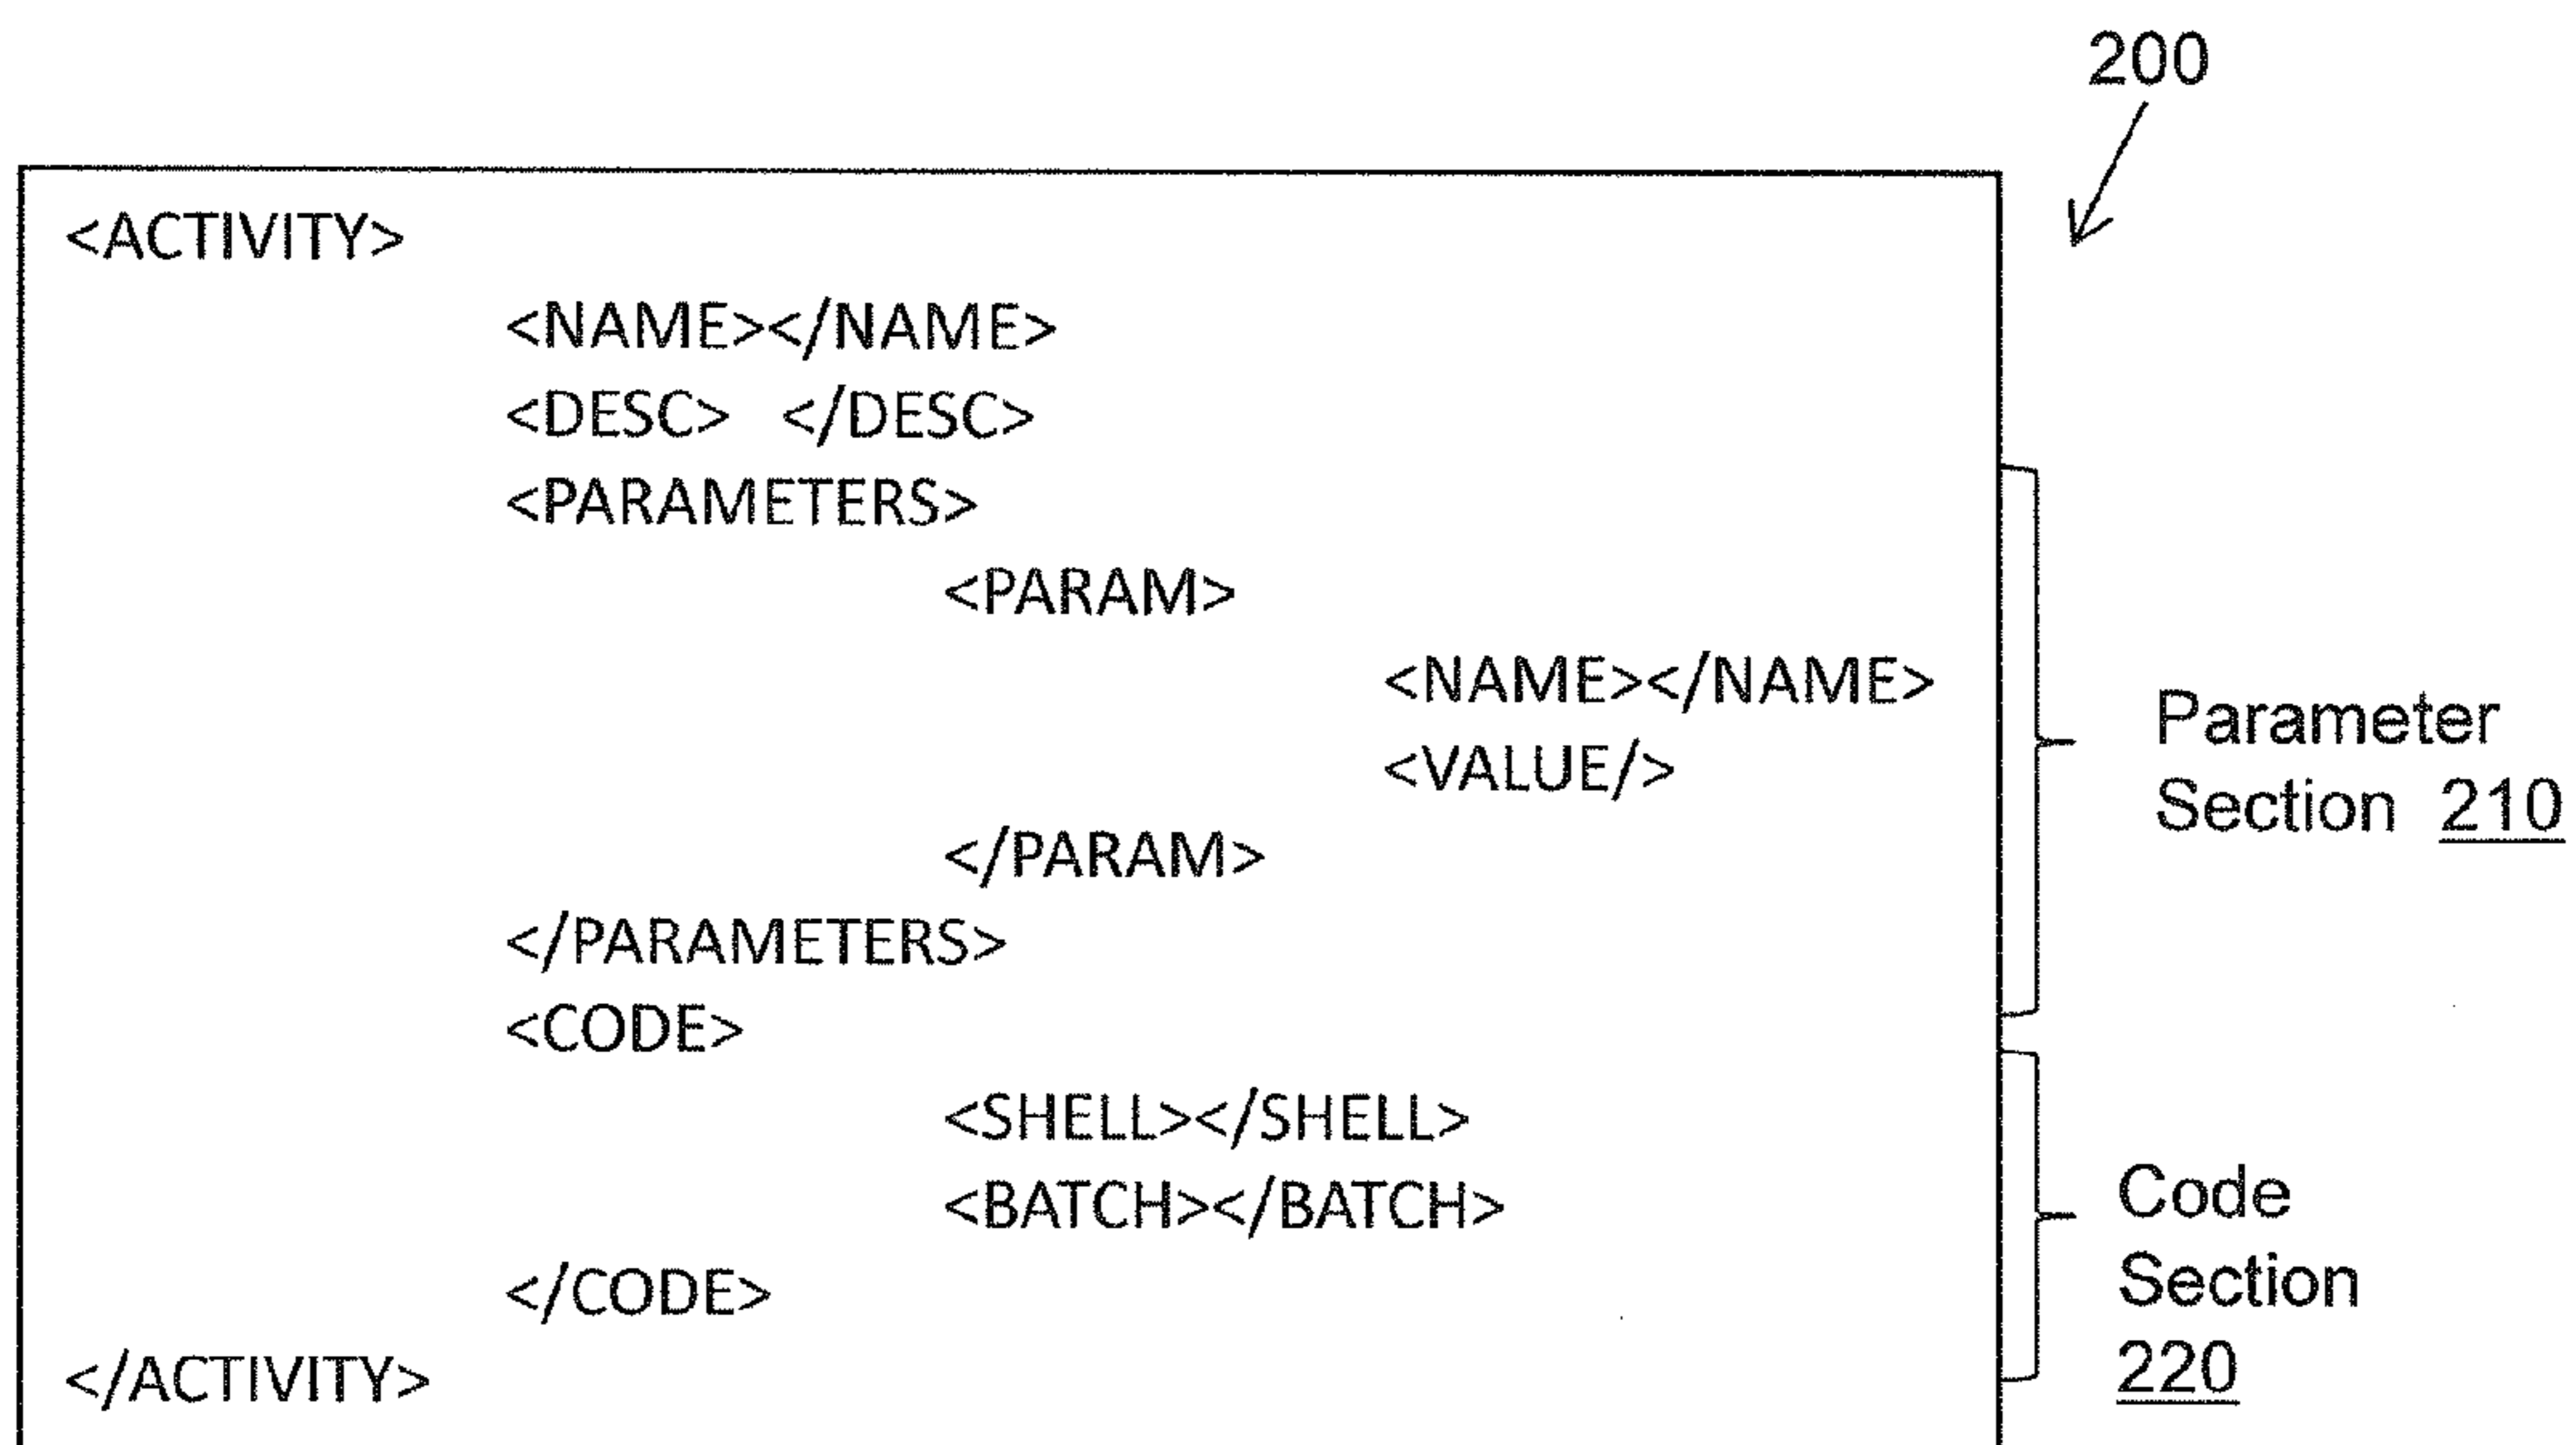 200
<ACTIVITY>
<NAME></NAME>
<DESC> </DESC>
<PARAMETERS>
<PARAM>
<NAME></NAME>
<VALUE/>
</PARAM>
</PARAMETERS>
<CODE>
<SHELL></SHELL>
<BATCH></BATCH>
</CODE>
</ACTIVITY>
Parameter
Section 210
Code
Section
220